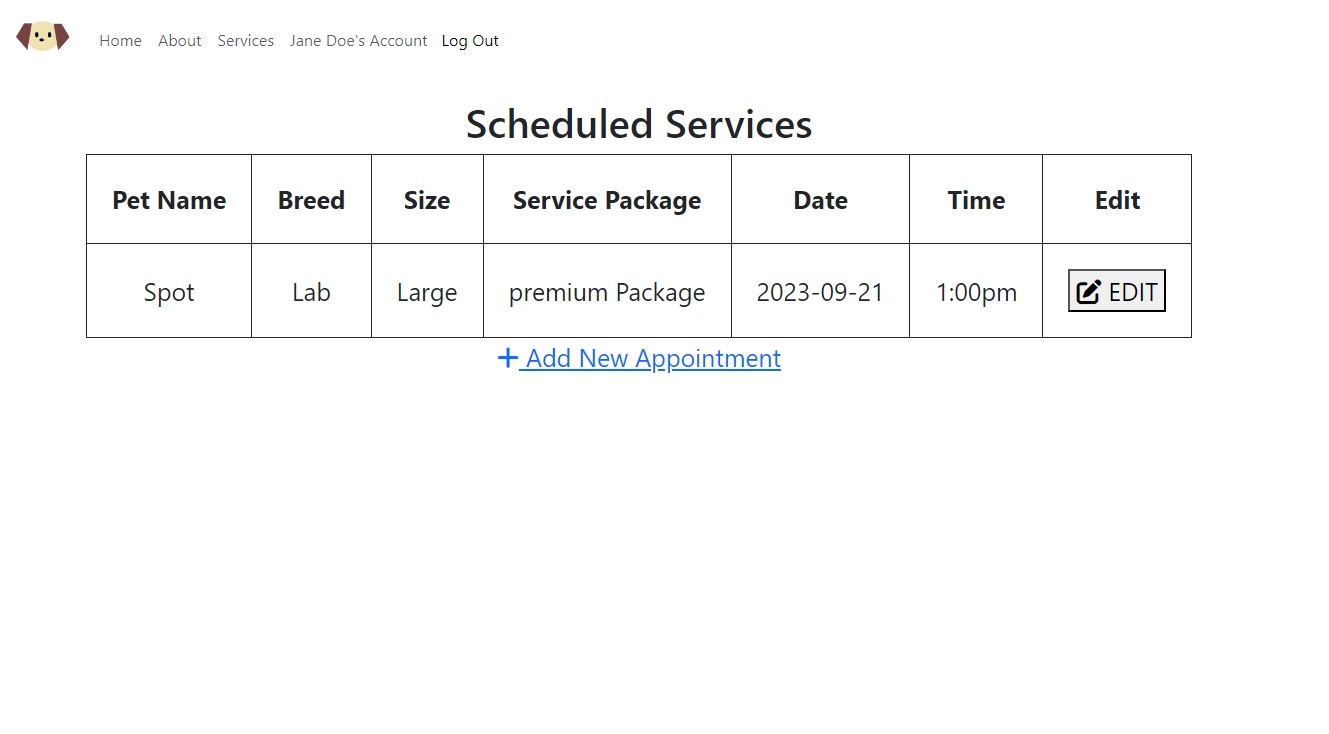 Home About Services Jane Doe's Account Log Out
Scheduled Services
Pet Name Breed Size Service Package Date Time Edit
Spot Lab Large premium Package 2023-09-21 1:00pm EDIT
Add New Appointment